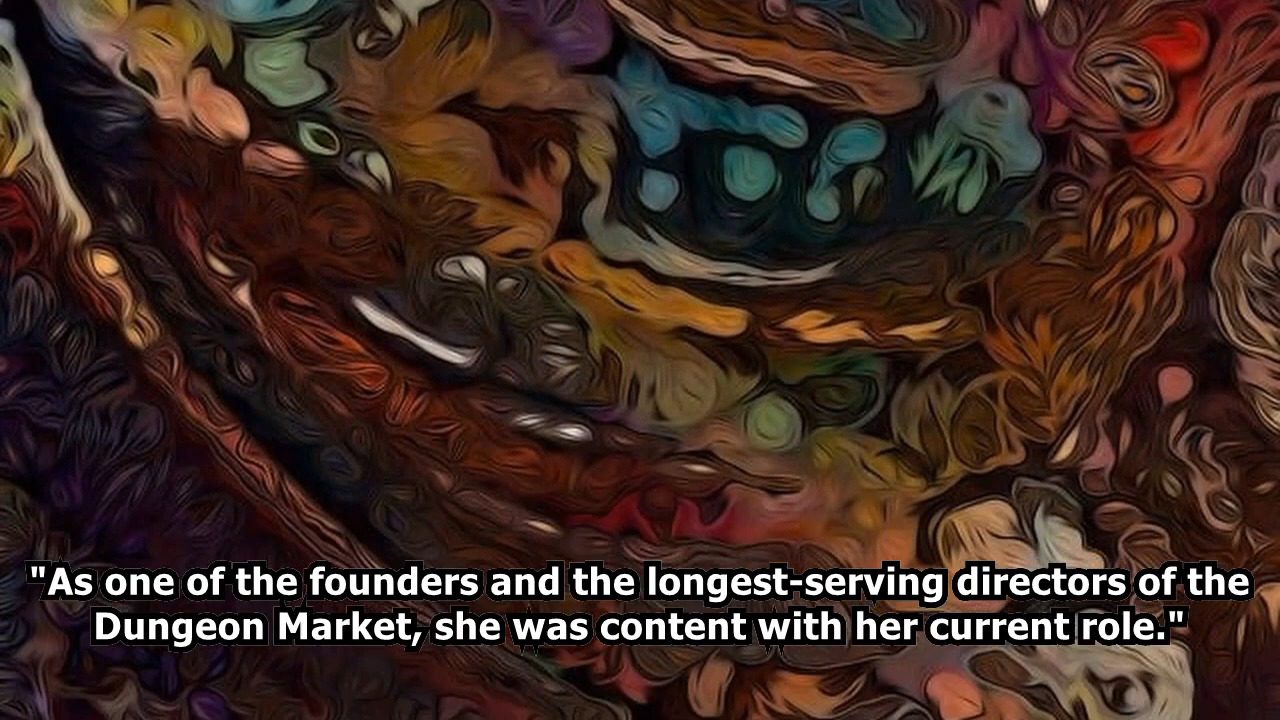 "As one of the founders and the longest-serving directors of the
Dungeon Market, she was content with her current role."